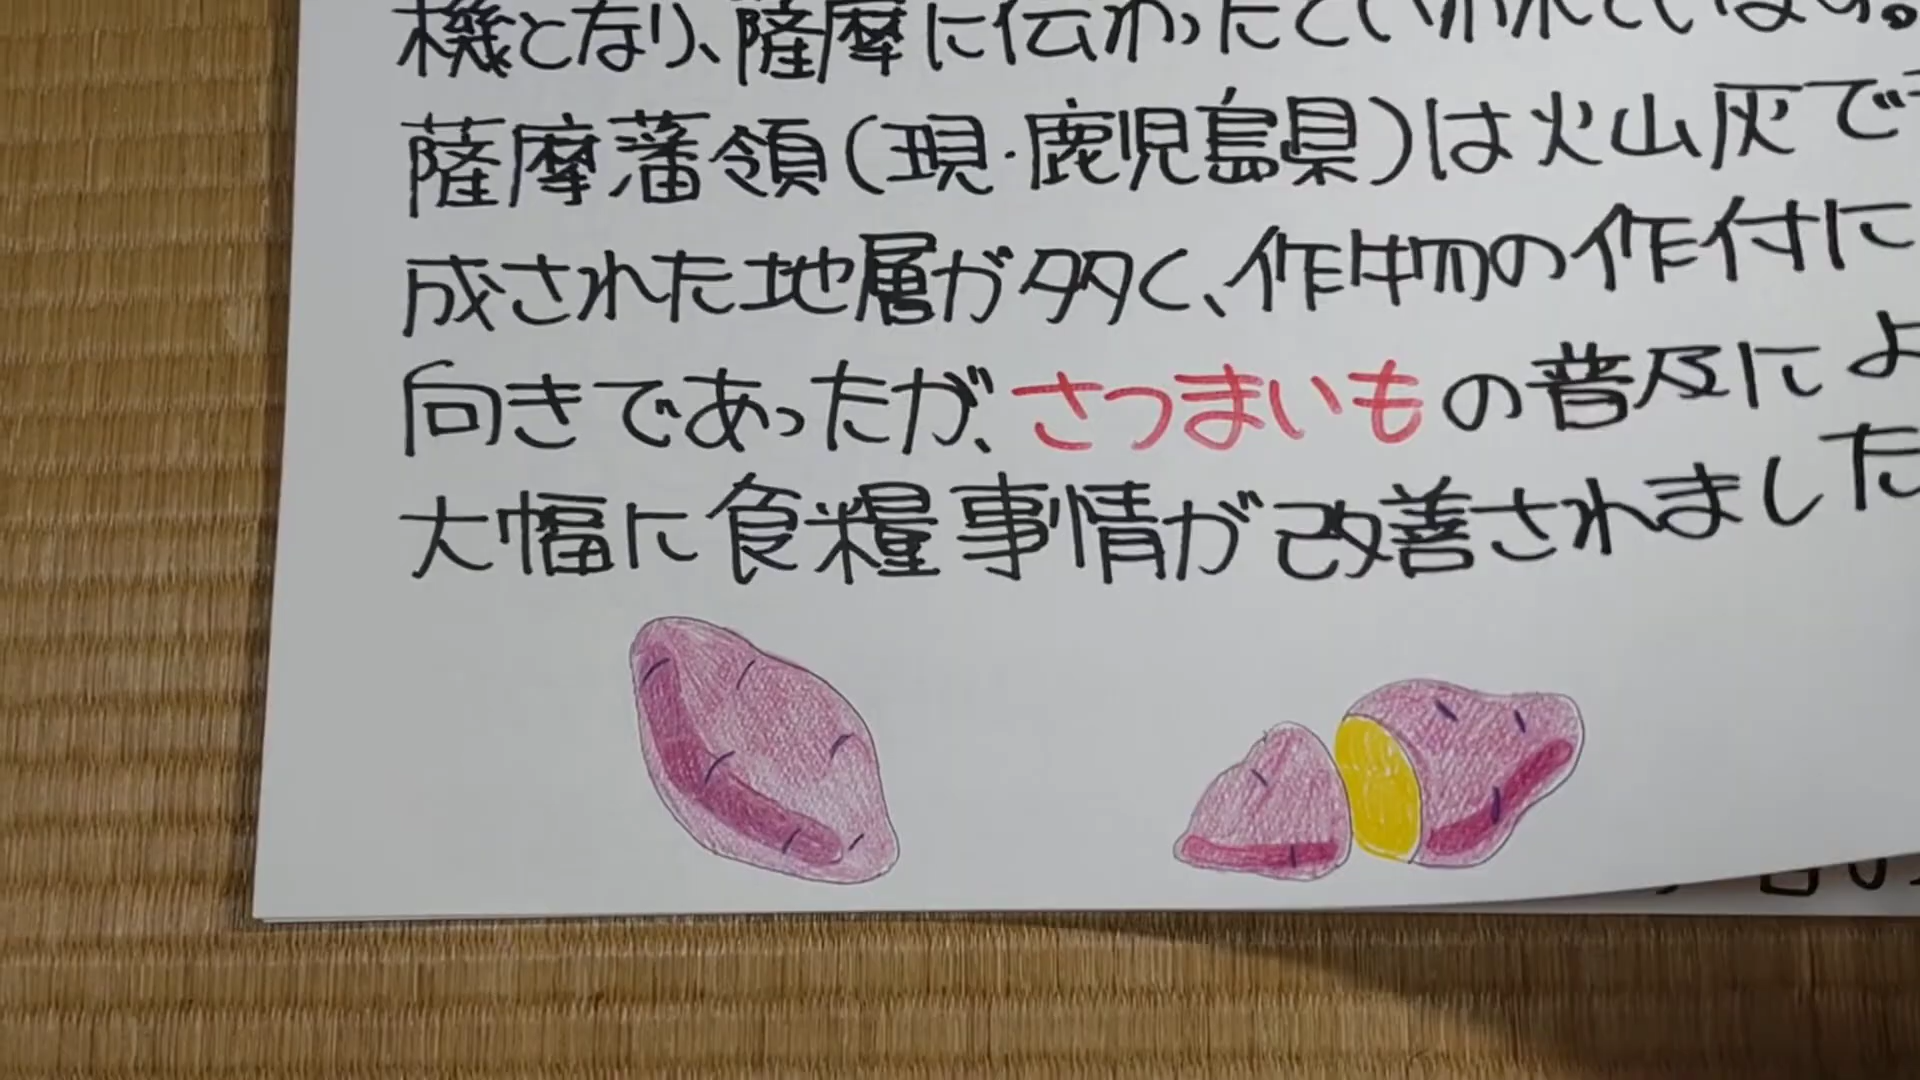 機となり、薩摩に伝わったといわれています。
薩摩藩領(現・鹿児島県)は火山灰で
成された地層が多く、作物の作付に
向きであったが、さつまいもの普及によ
大幅に食糧事情が改善されました